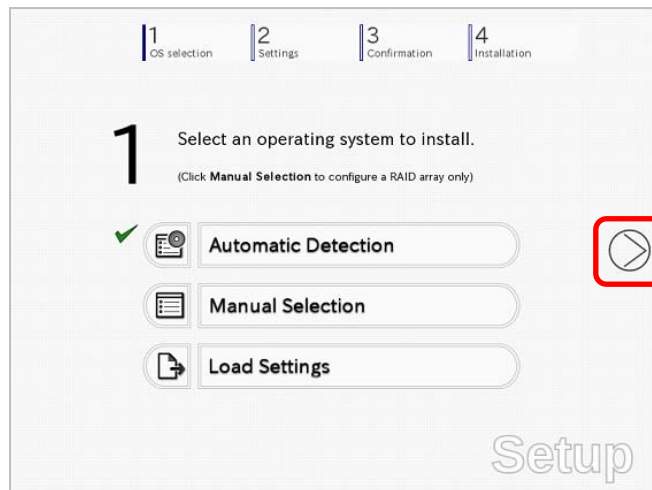 1 2 3 4
OS selection Settings Confirmation Installation
1 Select an operating system to install.
(Click Manual Selection to configure a RAID array only)
Automatic Detection
Manual Selection
Load Settings
Setup